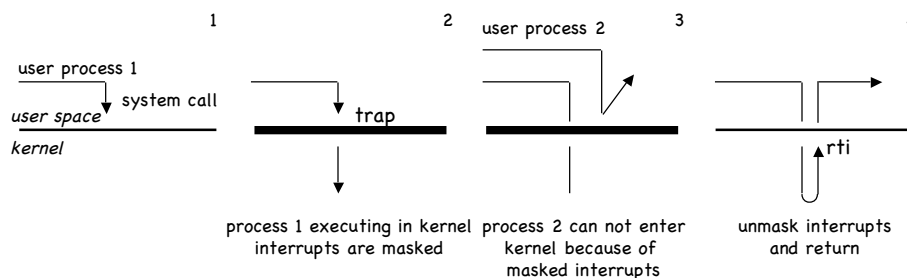 1
user process 1
system call
user space
kernel
2
trap
process 1 executing in kernel
interrupts are masked
3
user process 2
process 2 can not enter
kernel because of
masked interrupts
rti
unmask interrupts
and return